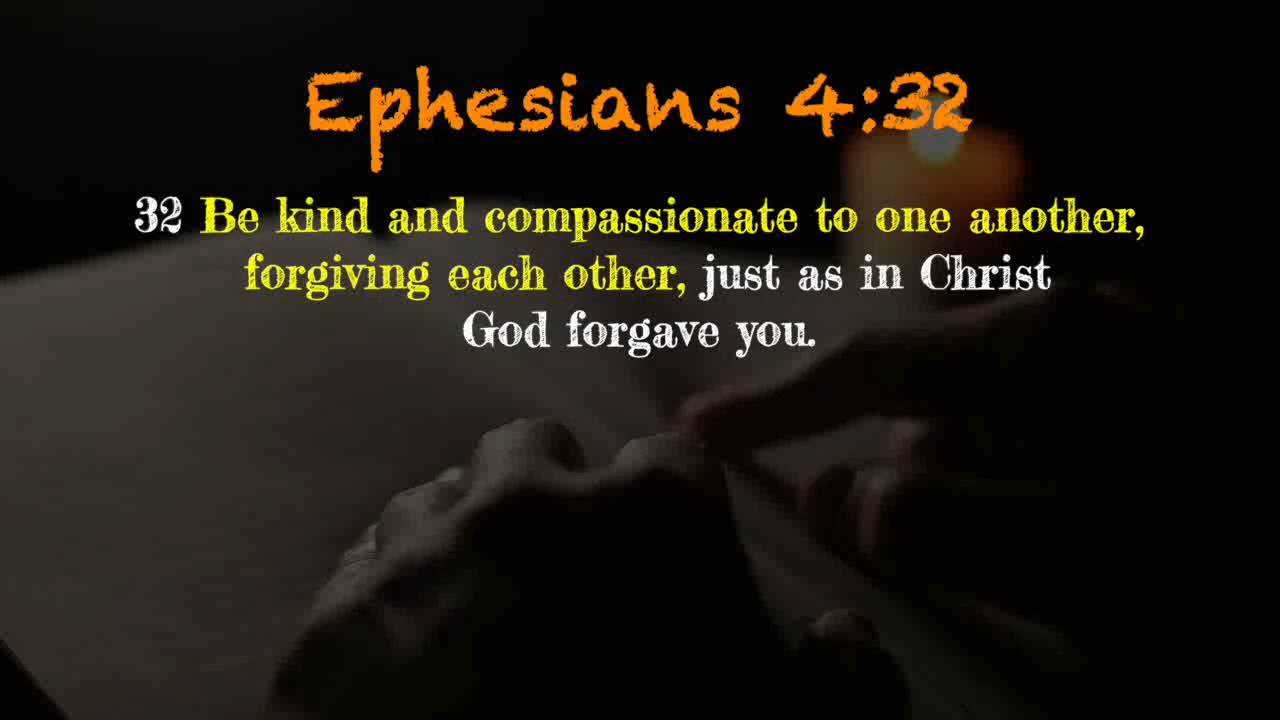 Ephesians 4:32
32 Be kind and compassionate to one another,
forgiving each other, just as in Christ
God forgave you.